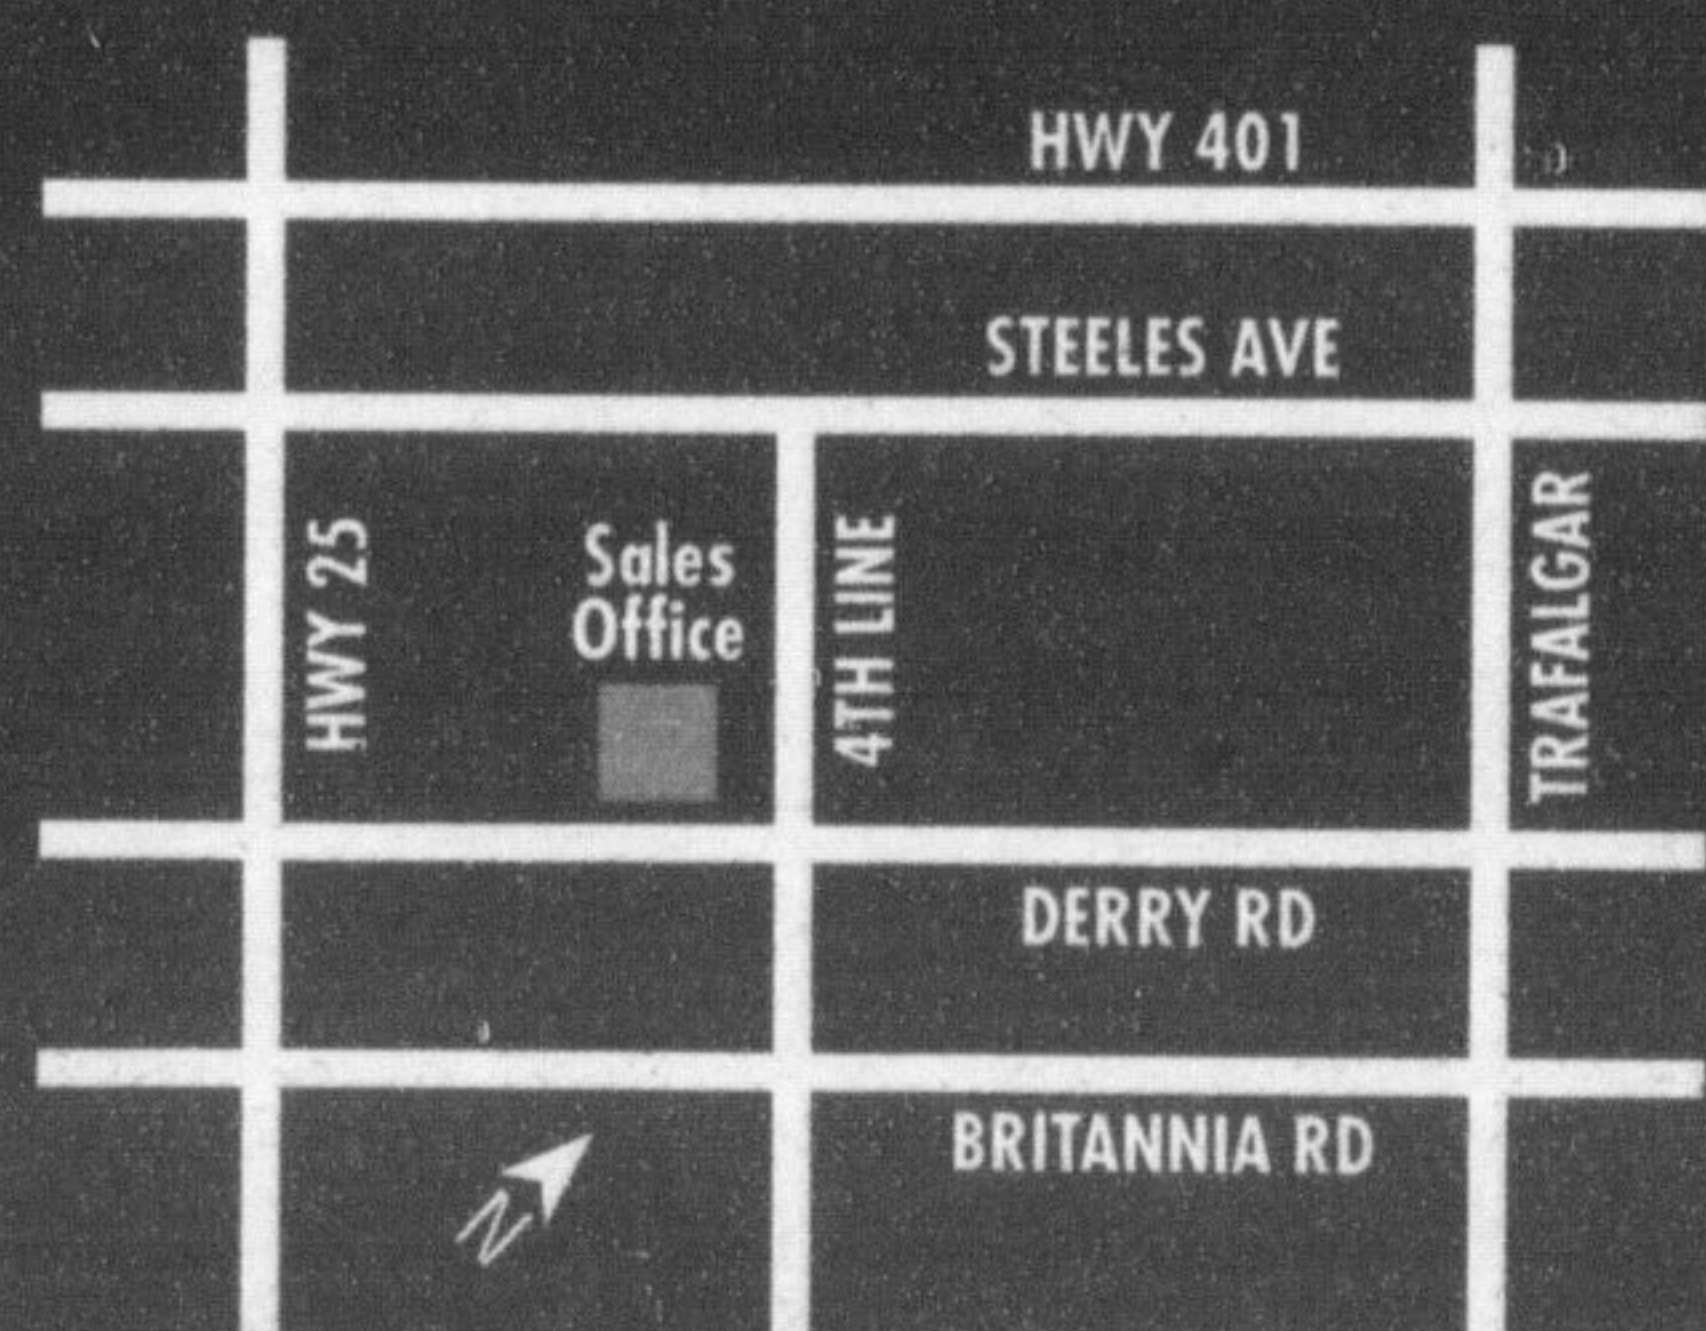 HWY 401
STEELES AVE
HWY 25
Sales
Office
4TH LINE
TRAFALGAR
DERRY RD
BRITANNIA RD
N